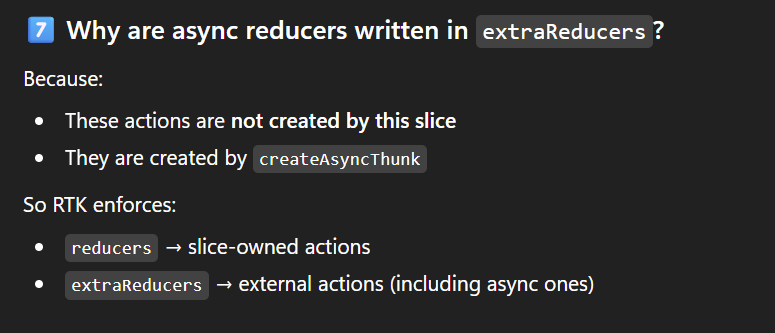 7 Why are async reducers written in extraReducers?
Because:
• These actions are not created by this slice
• They are created by createAsyncThunk
So RTK enforces:
• reducers → slice-owned actions
• extraReducers → external actions (including async ones)